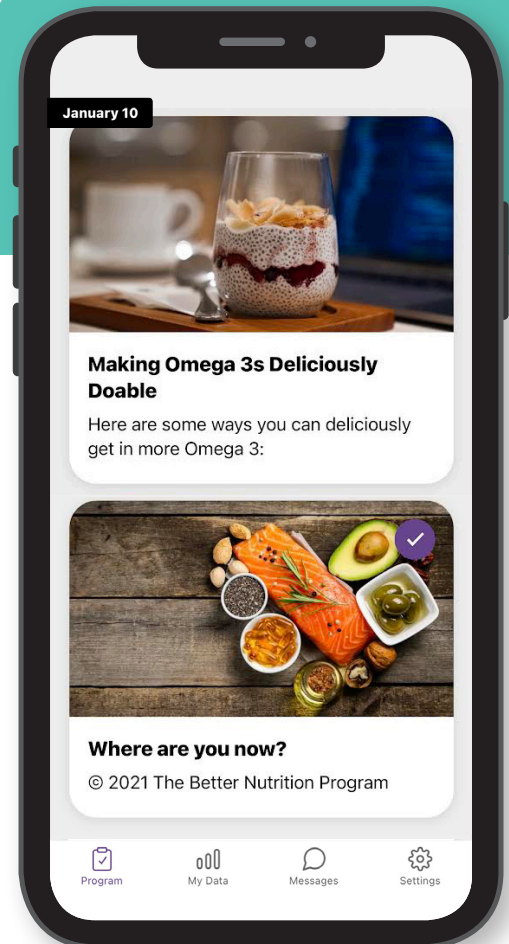 January 10
Making Omega 3s Deliciously
Doable
Here are some ways you can deliciously
get in more Omega 3:
Where are you now?
© 2021 The Better Nutrition Program
Program
My Data
Messages
Settings